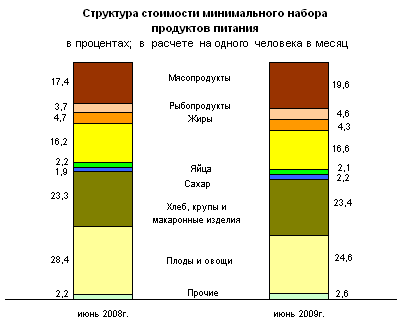 Структура стоимости минимального набора
продуктов питания
в процентах; в расчете на одного человека в месяц
17,4 Мясопродукты 19,6
3,7 Рыбопродукты 4,6
4,7 Жиры 4,3
16,2 16,6
2,2 Яйца 2,1
1,9 Сахар 2,2
23,3 Хлеб, крупы и 23,4
макаронные изделия
28,4 Плоды и овощи 24,6
2,2 Прочие 2,6
июнь 2008г. июнь 2009г.